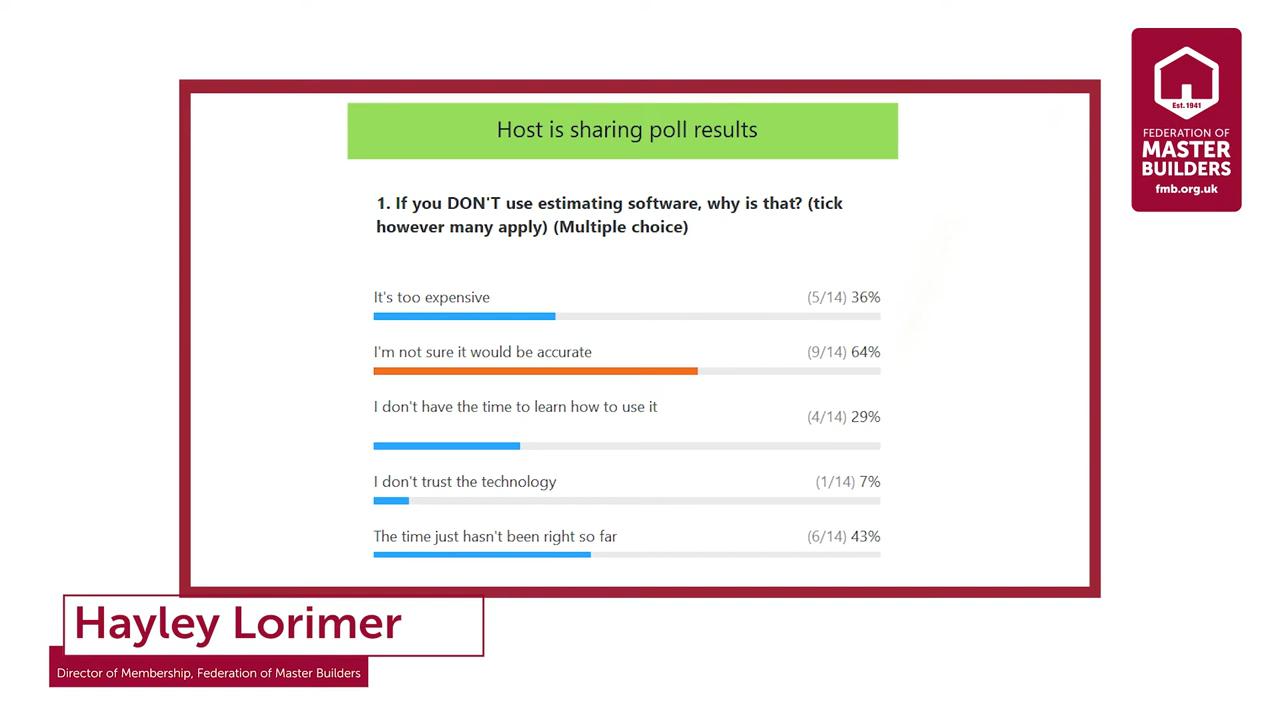 Est. 1941
FEDERATION OF
MASTER
BUILDERS
fmb.org.uk
Host is sharing poll results
1. If you DON'T use estimating software, why is that? (tick
however many apply) (Multiple choice)
It's too expensive (5/14) 36%
I'm not sure it would be accurate (9/14) 64%
I don't have the time to learn how to use it (4/14) 29%
I don't trust the technology (1/14) 7%
The time just hasn't been right so far (6/14) 43%
Hayley Lorimer
Director of Membership, Federation of Master Builders